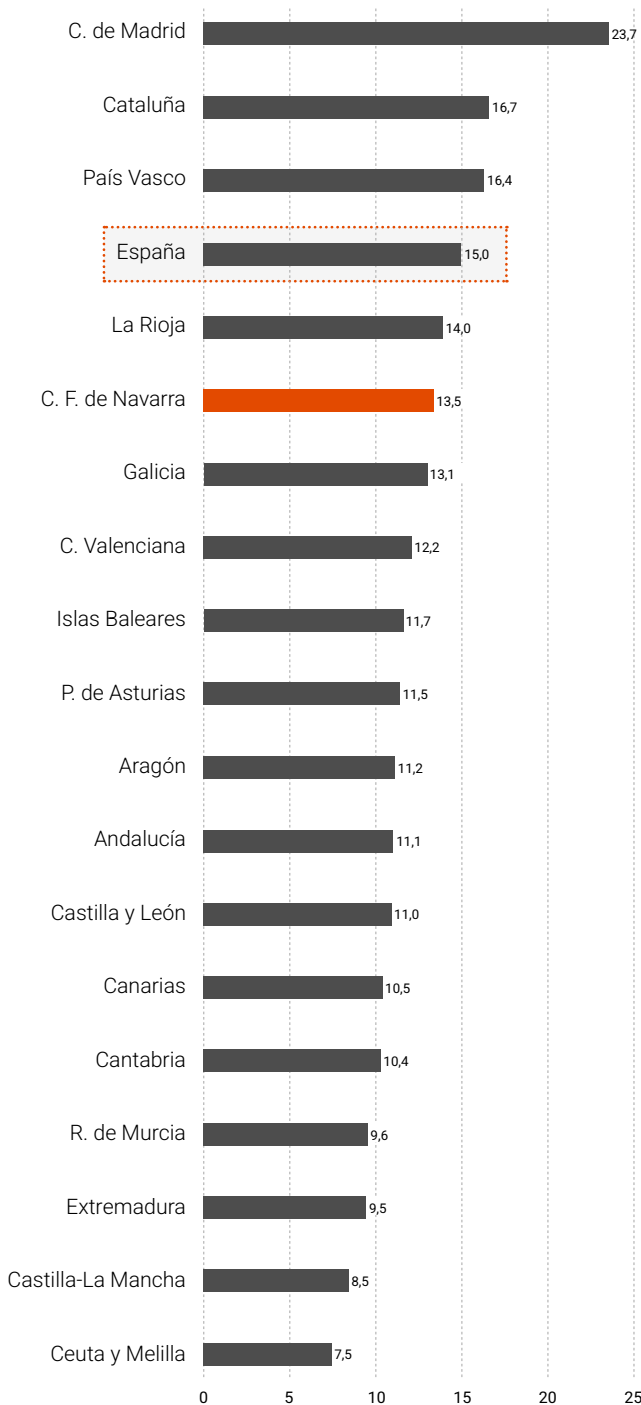 C. de Madrid 23,7
Cataluña 16,7
País Vasco 16,4
España 15,0
La Rioja 14,0
C. F. de Navarra 13,5
Galicia 13,1
C. Valenciana 12,2
Islas Baleares 11,7
P. de Asturias 11,5
Aragón 11,2
Andalucía 11,1
Castilla y León 11,0
Canarias 10,5
Cantabria 10,4
R. de Murcia 9,6
Extremadura 9,5
Castilla-La Mancha 8,5
Ceuta y Melilla 7,5
0 5 10 15 20 25